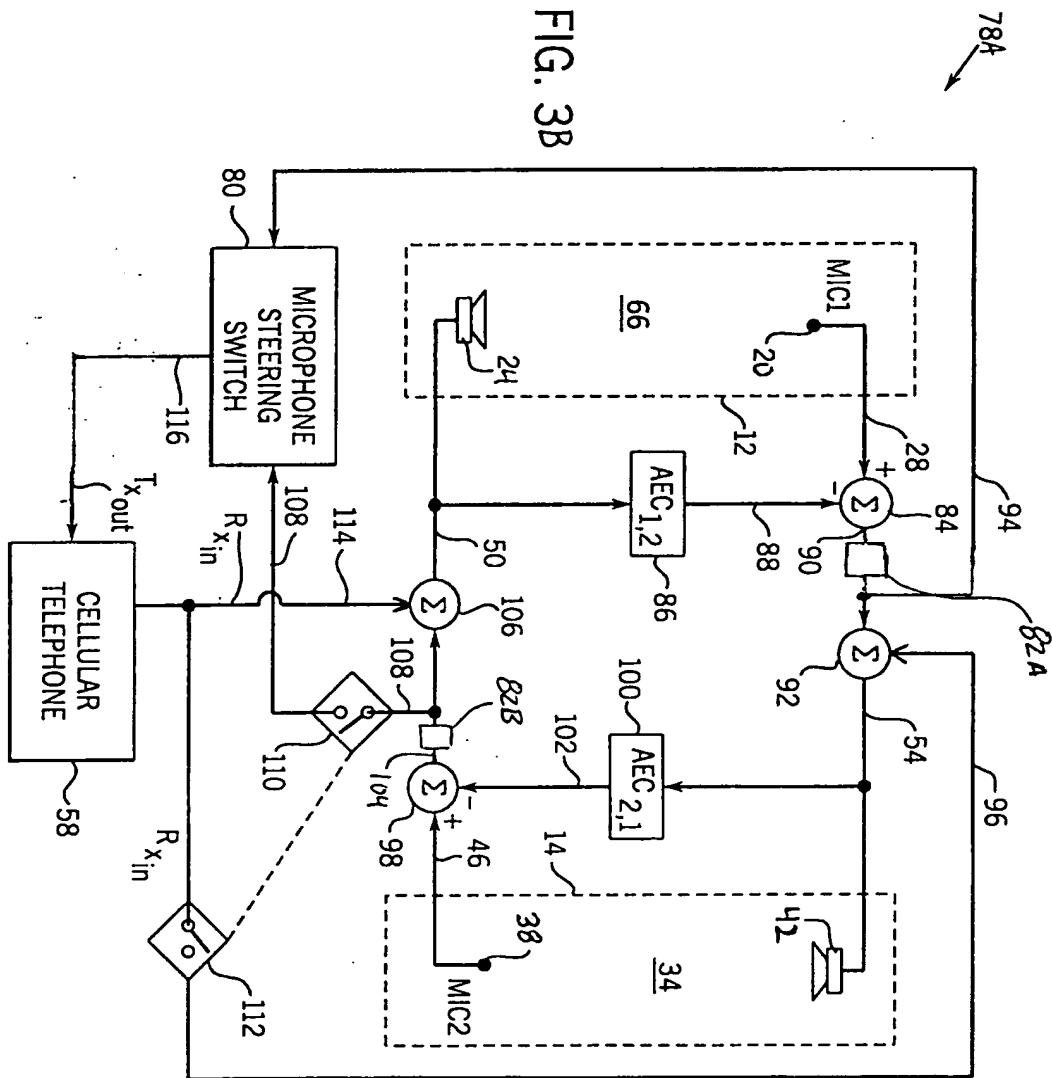 78A
94
96
82A
12
28
84
92
54
14
20
MIC1
+
Σ
90
Σ
42
-
88
AEC1,2
86
100
AEC2,1
102
66
34
24
50
106
Σ
108
82B
104
Σ
-
+
98
46
38
MIC2
FIG. 3B
114
110
Rxin
108
80
MICROPHONE
STEERING
SWITCH
116
Txout
Rxin
112
CELLULAR
TELEPHONE
58